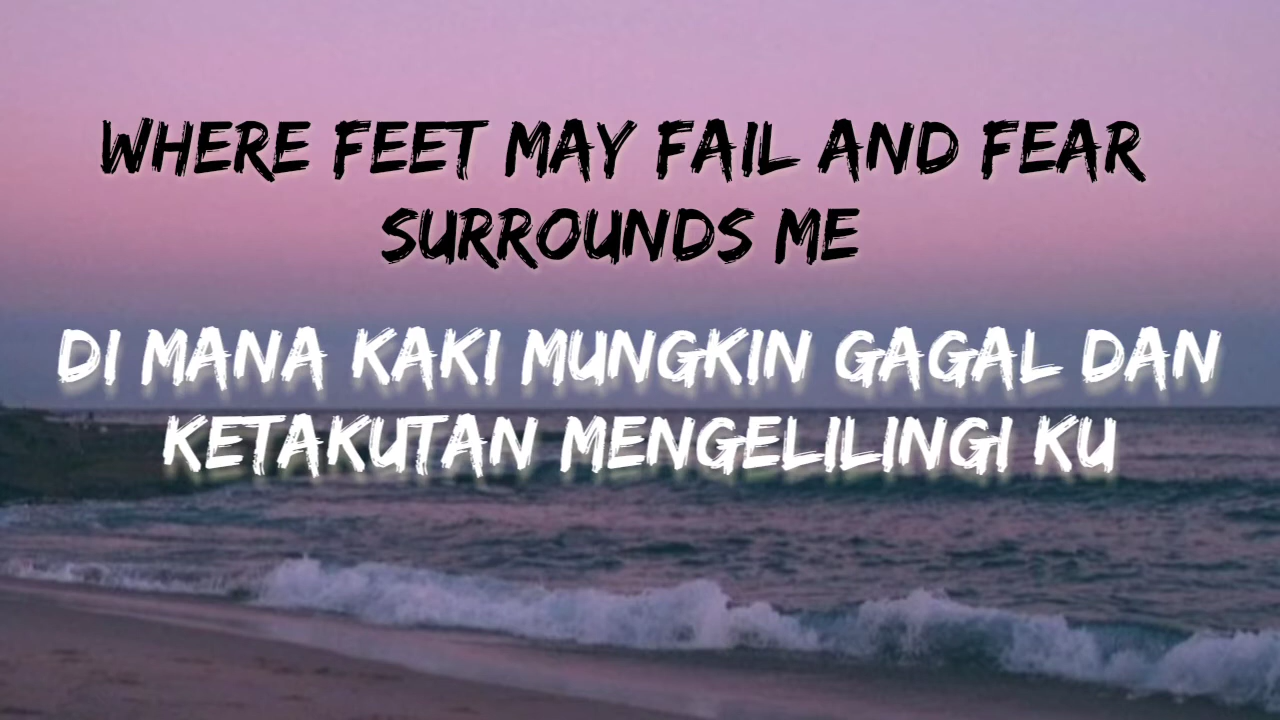 WHERE FEET MAY FAIL AND FEAR
SURROUNDS ME
DI MANA KAKI MUNGKIN GAGAL DAN
KETAKUTAN MENGELILINGI KU